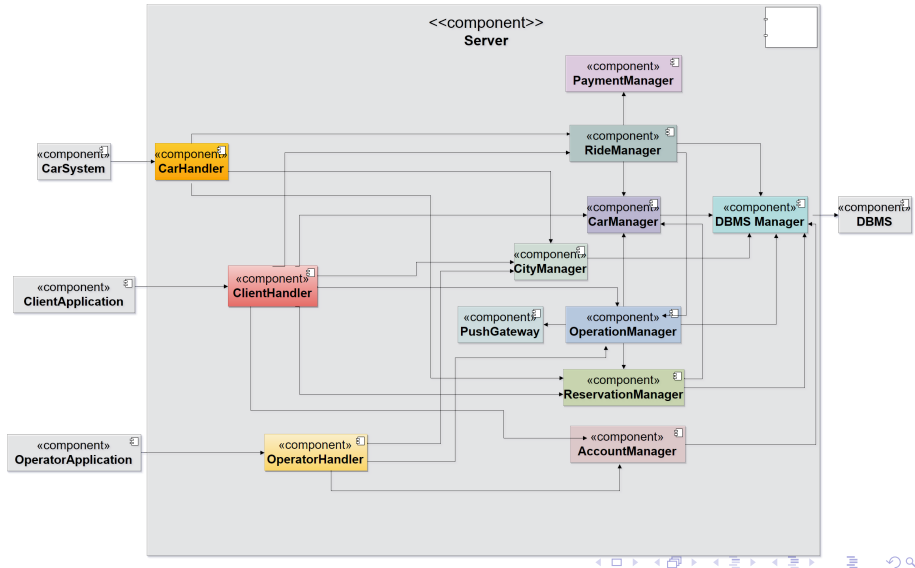 <<component>>
Server
«component»
PaymentManager
«component»
RideManager
«component»
CarSystem
«component»
CarHandler
«component»
CarManager
«component»
DBMS Manager
«component»
DBMS
«component»
CityManager
«component»
ClientApplication
«component»
ClientHandler
«component»
PushGateway
«component»
OperationManager
«component»
ReservationManager
«component»
OperatorApplication
«component»
OperatorHandler
«component»
AccountManager